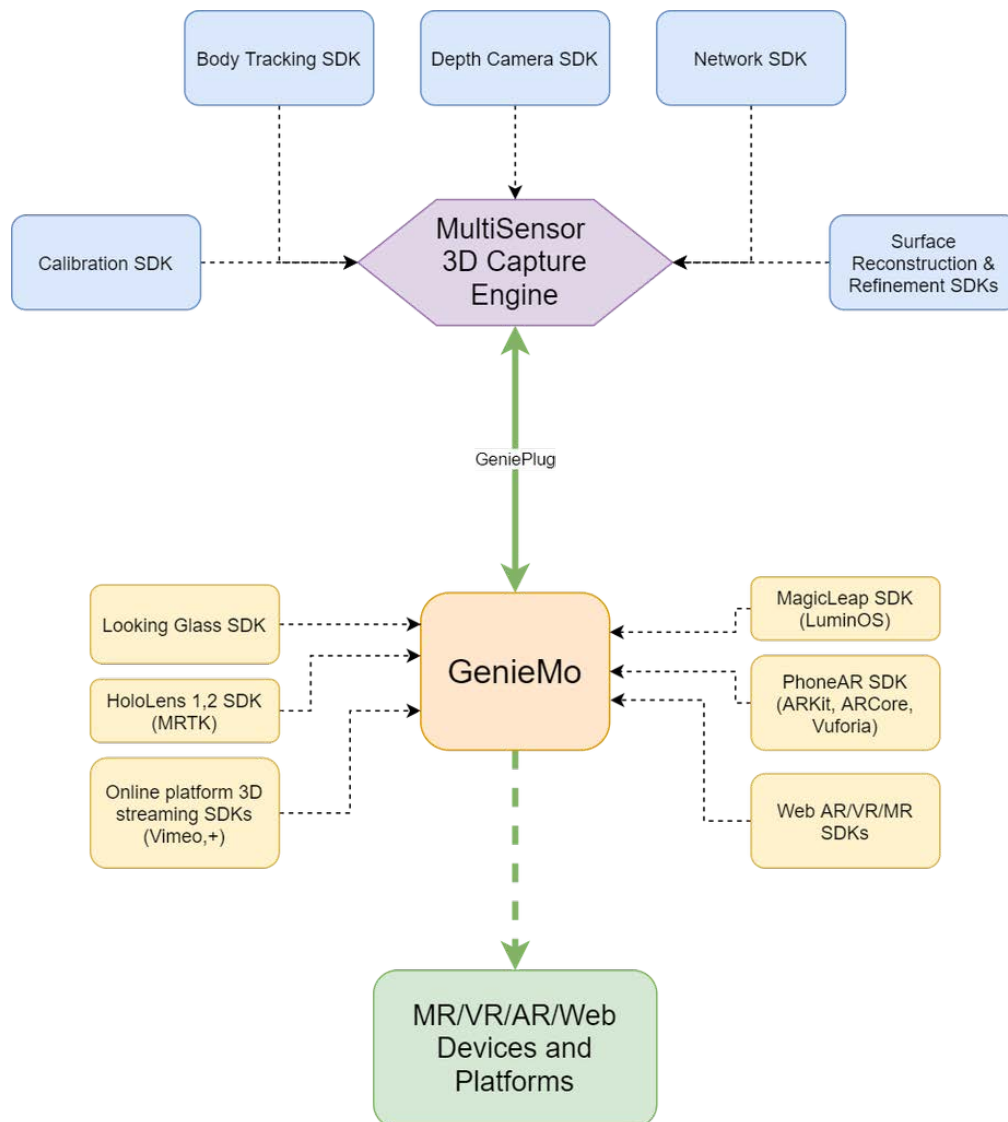 Body Tracking SDK
Depth Camera SDK
Network SDK
Calibration SDK
MultiSensor
3D Capture
Engine
Surface
Reconstruction &
Refinement SDKs
GeniePlug
Looking Glass SDK
HoloLens 1,2 SDK
(MRTK)
Online platform 3D
streaming SDKs
(Vimeo,+)
GenieMo
MagicLeap SDK
(LuminOS)
PhoneAR SDK
(ARKit, ARCore,
Vuforia)
Web AR/VR/MR
SDKs
MR/VR/AR/Web
Devices and
Platforms